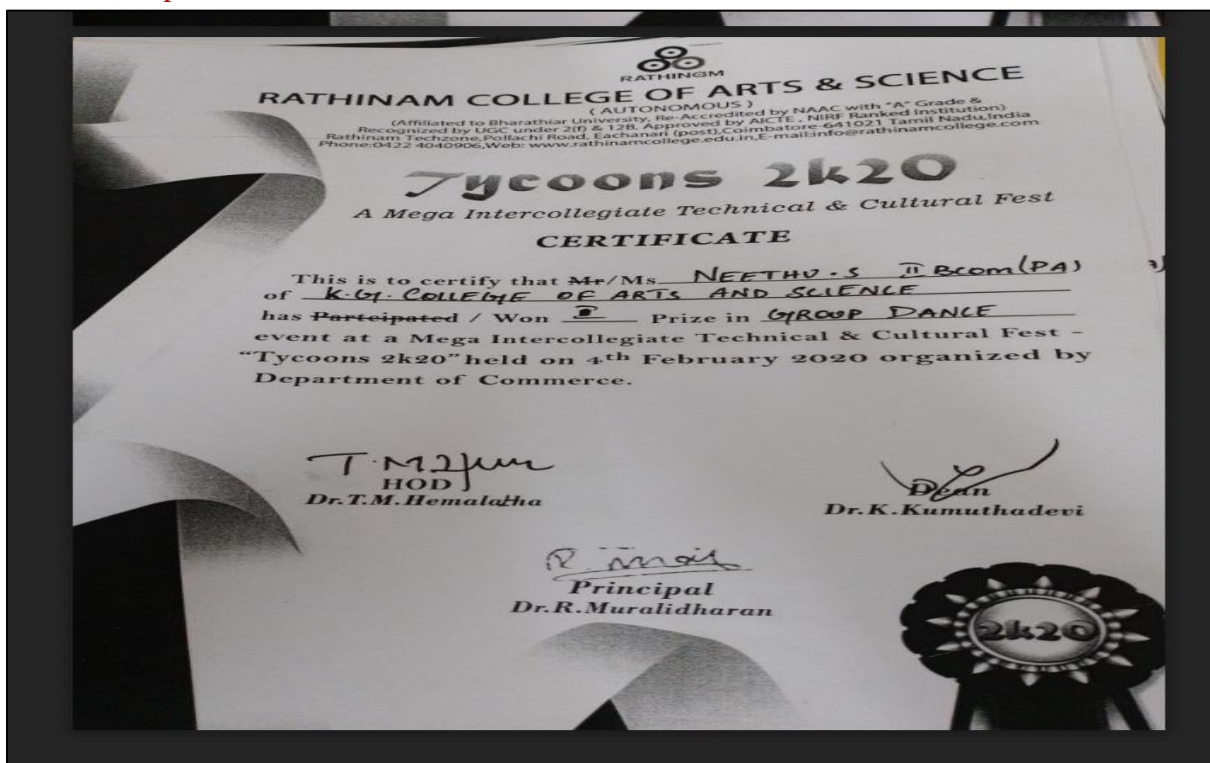 RATHINAM
RATHINAM COLLEGE OF ARTS & SCIENCE
( AUTONOMOUS )
(Affiliated to Bharathiar University, Re-Accredited by NAAC with "A" Grade &
Recognized by UGC under 2(f) & 12B, Approved by AICTE , NIRF Ranked Institution)
Rathinam Techzone,Pollachi Road, Eachanari (post),Coimbatore-641021 Tamil Nadu,India
Phone:0422 4040906,Web: www.rathinamcollege.edu.in,E-mail:info@rathinamcollege.com
Tycoons 2k20
A Mega Intercollegiate Technical & Cultural Fest
CERTIFICATE
This is to certify that Mr/Ms. NEETHU.S II BCom(PA)
of K.G. COLLEGE OF ARTS AND SCIENCE
has Parteipated / Won Prize in GROUP DANCE
event at a Mega Intercollegiate Technical & Cultural Fest –
"Tycoons 2k20" held on 4th February 2020 organized by
Department of Commerce.
HOD
Dr.T.M.Hemalatha
Dean
Dr.K.Kumuthadevi
Principal
Dr.R.Muralidharan
2k20